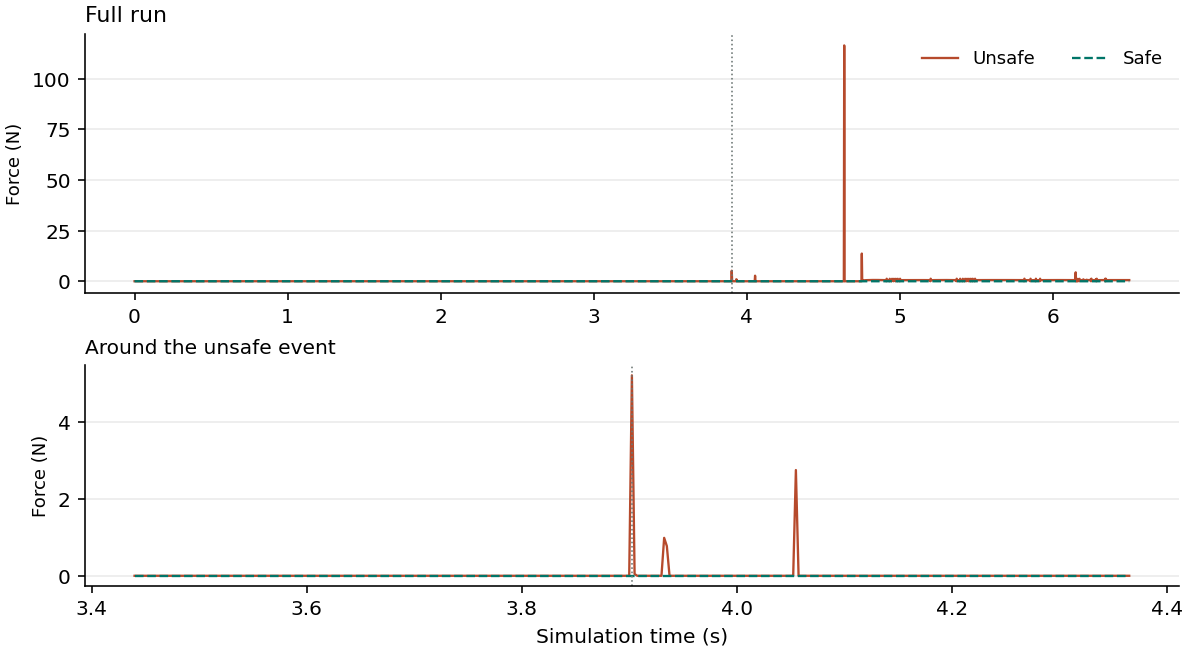 Full run
Unsafe
Safe
Force (N)
100
75
50
25
0
0 1 2 3 4 5 6
Around the unsafe event
Force (N)
4
2
0
3.4 3.6 3.8 4.0 4.2 4.4
Simulation time (s)